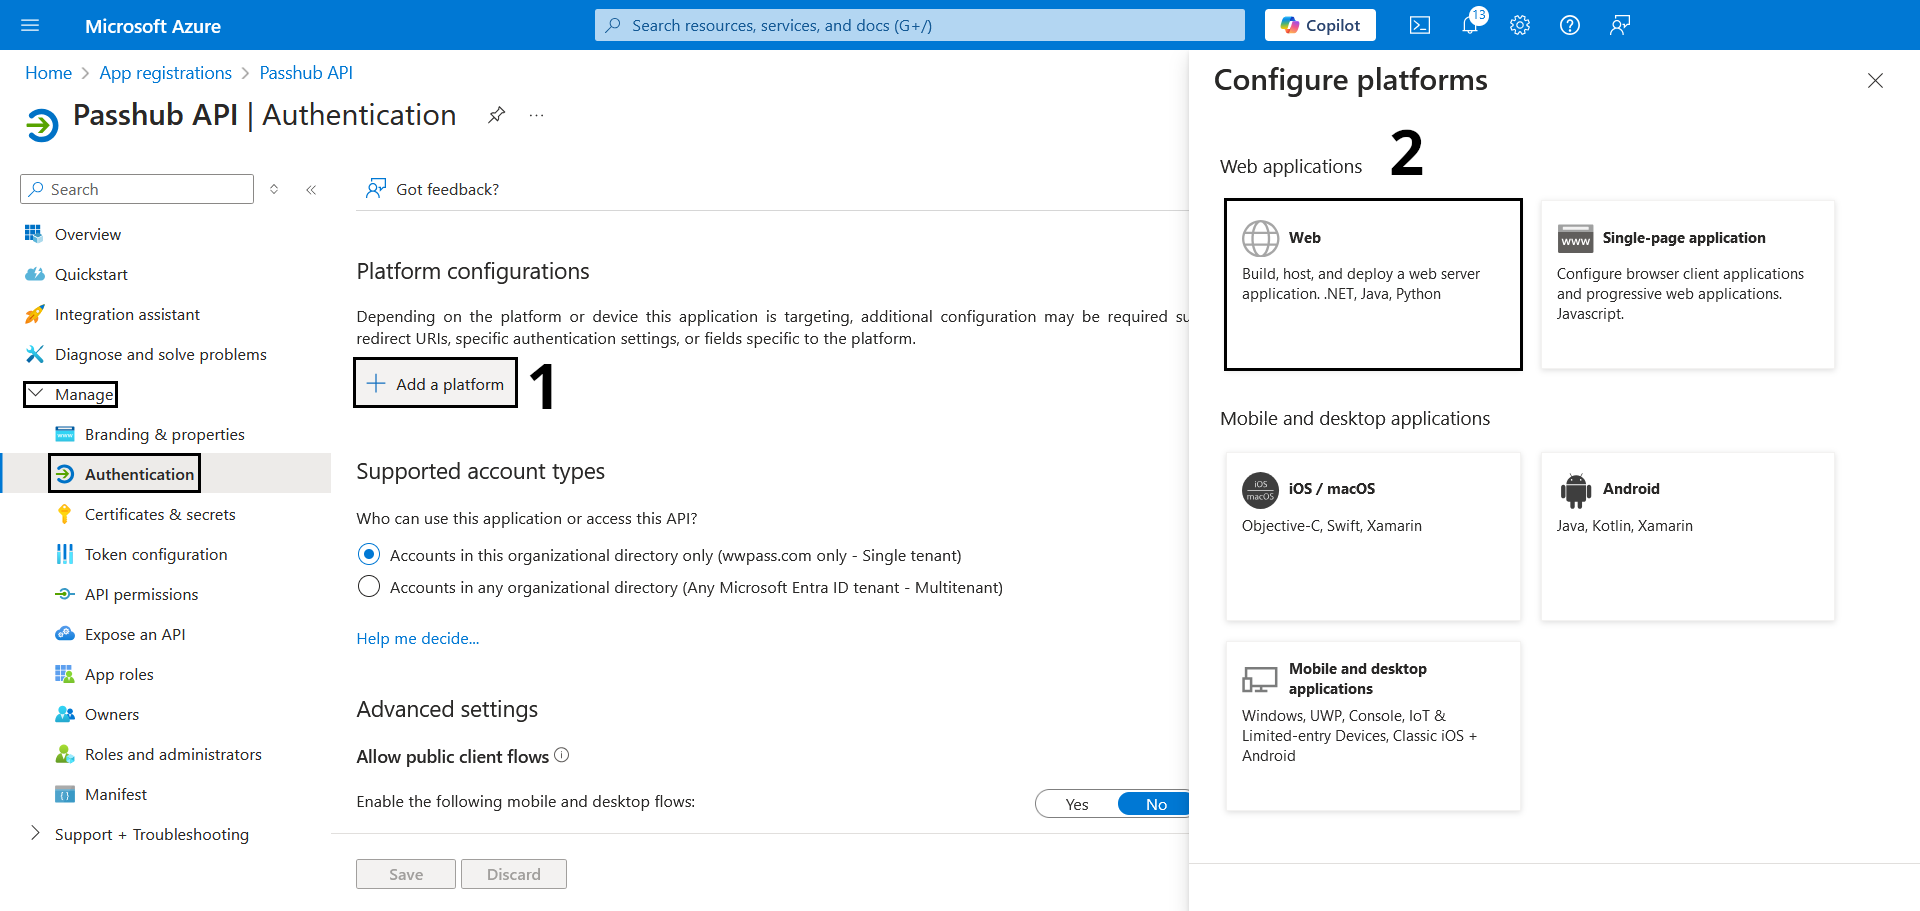 Microsoft Azure
Search resources, services, and docs (G+/)
Copilot
13
Home > App registrations > Passhub API
Passhub API | Authentication
...
Search
Overview
Quickstart
Integration assistant
Diagnose and solve problems
Manage
www
Branding & properties
Authentication
Certificates & secrets
Token configuration
API permissions
Expose an API
App roles
Owners
Roles and administrators
Manifest
Support + Troubleshooting
Got feedback?
Platform configurations
Depending on the platform or device this application is targeting, additional configuration may be required su
redirect URIs, specific authentication settings, or fields specific to the platform.
Add a platform
1
Supported account types
Who can use this application or access this API?
Accounts in this organizational directory only (wwpass.com only - Single tenant)
Accounts in any organizational directory (Any Microsoft Entra ID tenant - Multitenant)
Help me decide...
Advanced settings
Allow public client flows
Enable the following mobile and desktop flows:
Yes
No
Save
Discard
Configure platforms
Web applications
2
Web
Build, host, and deploy a web server
application. .NET, Java, Python
www
Single-page application
Configure browser client applications
and progressive web applications.
Javascript.
Mobile and desktop applications
iOS
macOS
iOS / macOS
Objective-C, Swift, Xamarin
Android
Java, Kotlin, Xamarin
Mobile and desktop
applications
Windows, UWP, Console, IoT &
Limited-entry Devices, Classic iOS +
Android